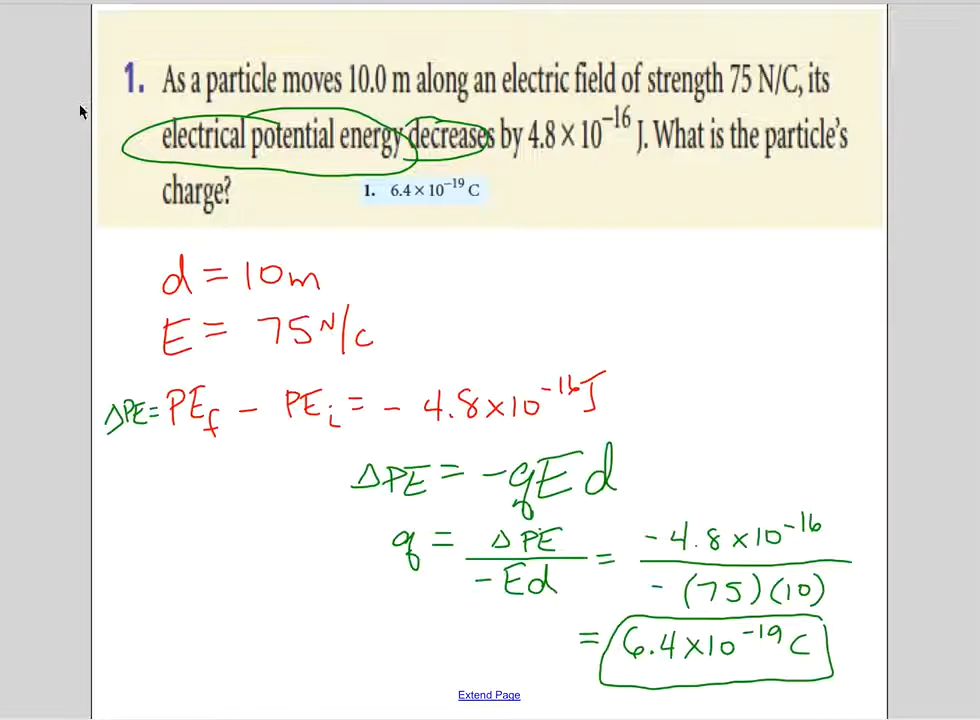 1. As a particle moves 10.0 m along an electric field of strength 75 N/C, its
electrical potential energy decreases by 4.8 × 10⁻¹⁶ J. What is the particle's
charge?
1. 6.4 × 10⁻¹⁹ C
d = 10m
E = 75 N/C
ΔPE = PEf - PEi = - 4.8 x 10⁻¹⁶ J
ΔPE = -qEd
q = ΔPE / -Ed = -4.8 x 10⁻¹⁶ / -(75)(10)
= 6.4 x 10⁻¹⁹ C
Extend Page